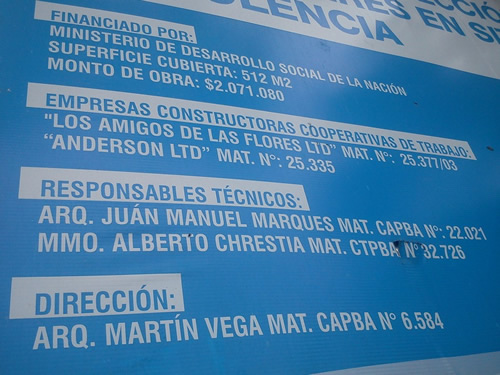 EN
FINANCIADO POR:
MINISTERIO DE DESARROLLO SOCIAL DE LA NACIÓN
SUPERFICIE CUBIERTA: 512 M2
MONTO DE OBRA: $2.071.080
EMPRESAS CONSTRUCTORAS COOPERATIVAS DE TRABAJO:
"LOS AMIGOS DE LAS FLORES LTD" MAT. N°: 25.377/03
"ANDERSON LTD" MAT. N°: 25.335
RESPONSABLES TÉCNICOS:
ARQ. JUÁN MANUEL MARQUES MAT. CAPBA N°: 22.021
MMO. ALBERTO CHRESTIA MAT. CTPBA N° 32.726
DIRECCIÓN:
ARQ. MARTÍN VEGA MAT. CAPBA N° 6.584